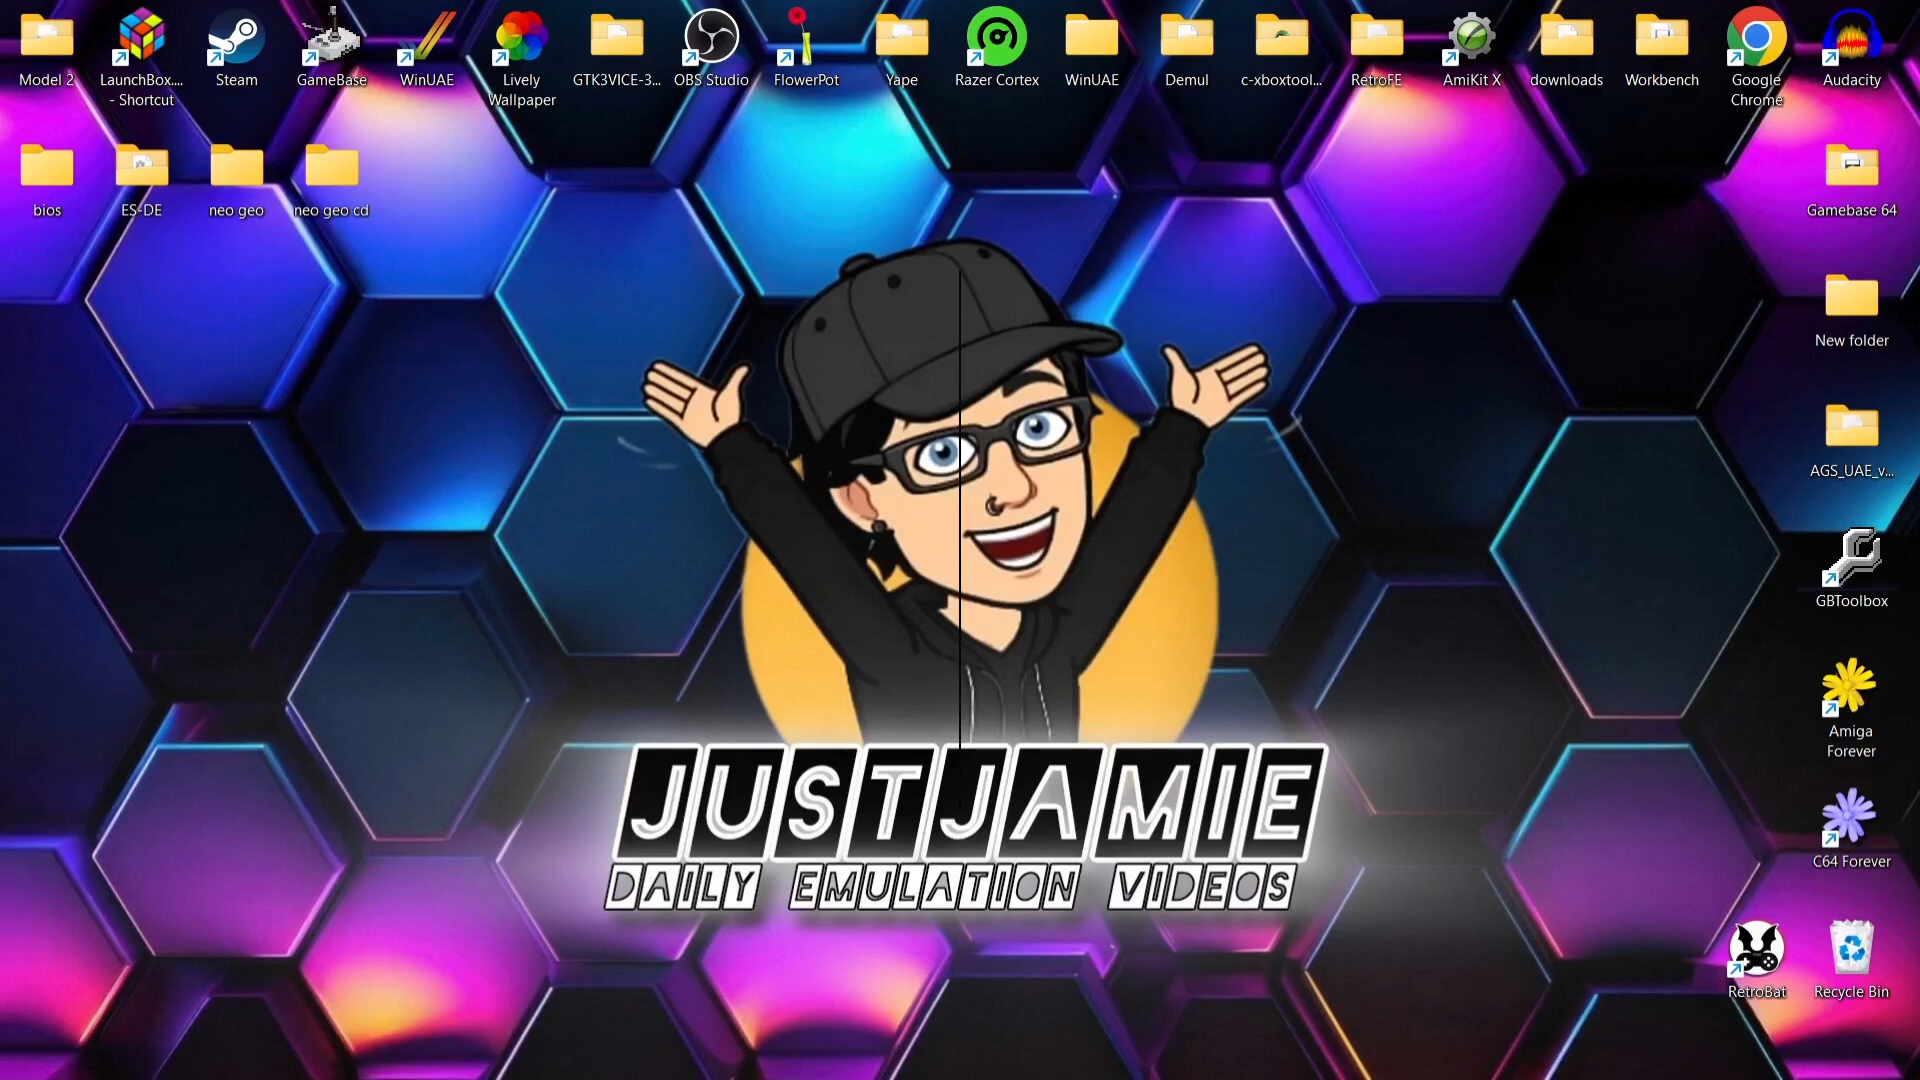 Model 2
LaunchBox....
- Shortcut
Steam
GameBase
WinUAE
Lively
Wallpaper
GTK3VICE-3...
OBS Studio
FlowerPot
Yape
Razer Cortex
WinUAE
Demul
c-xboxtool...
RetroFE
AmiKit X
downloads
Workbench
Google
Chrome
Audacity
bios
ES-DE
neo geo
neo geo cd
Gamebase 64
New folder
AGS_UAE_v...
GBToolbox
Amiga
Forever
C64 Forever
JUSTJAMIE
DAILY EMULATION VIDEOS
RetroBat
Recycle Bin